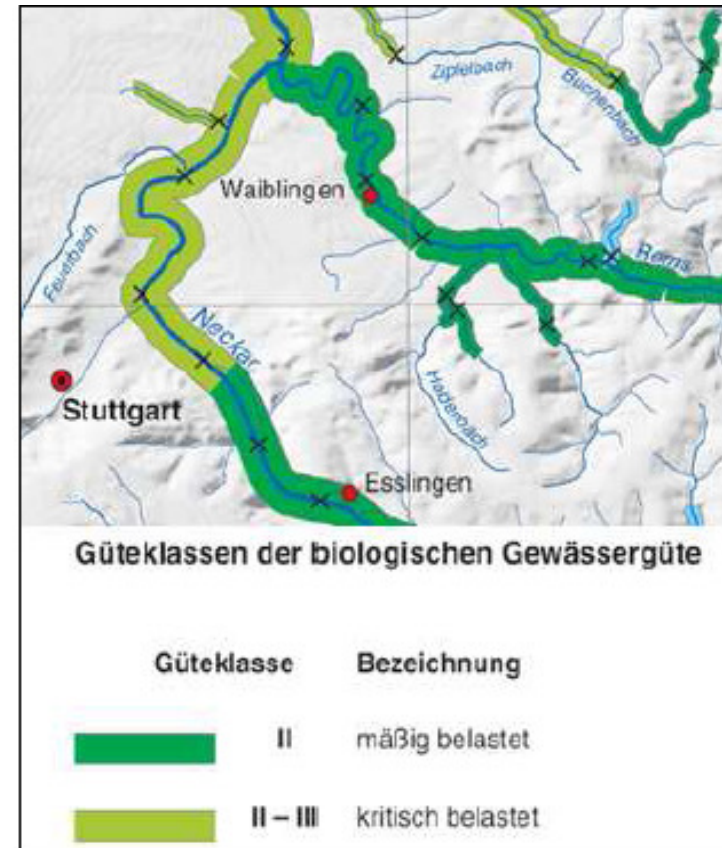 Zipfelbach
Buchenbach
Waiblingen
Rems
Feuerbach
Neckar
Stuttgart
Haldenbach
Esslingen
Güteklassen der biologischen Gewässergüte
Güteklasse Bezeichnung
II mäßig belastet
II – III kritisch belastet